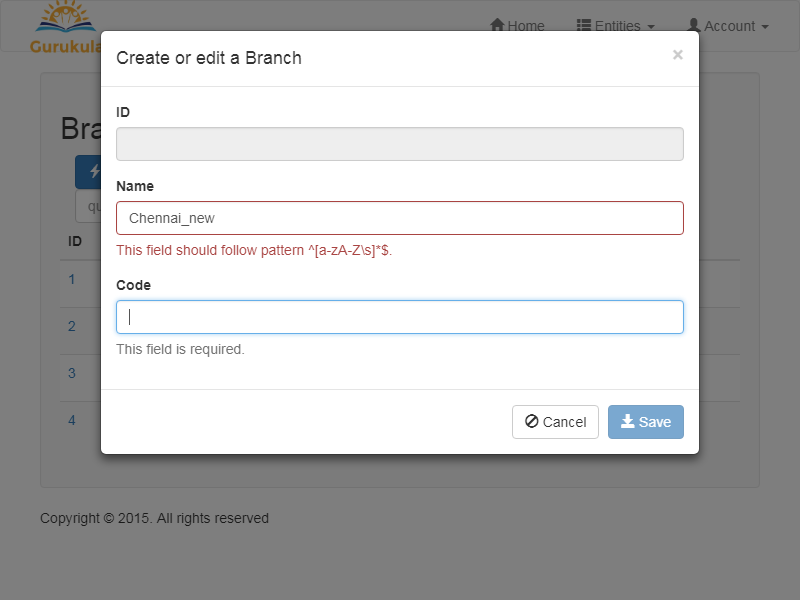 Gurukula
Home Entities Account
Create or edit a Branch ×
ID
Name
Chennai_new
This field should follow pattern ^[a-zA-Z\s]*$.
Code
This field is required.
Cancel Save
Bra
qu
ID
1
2
3
4
Copyright © 2015. All rights reserved